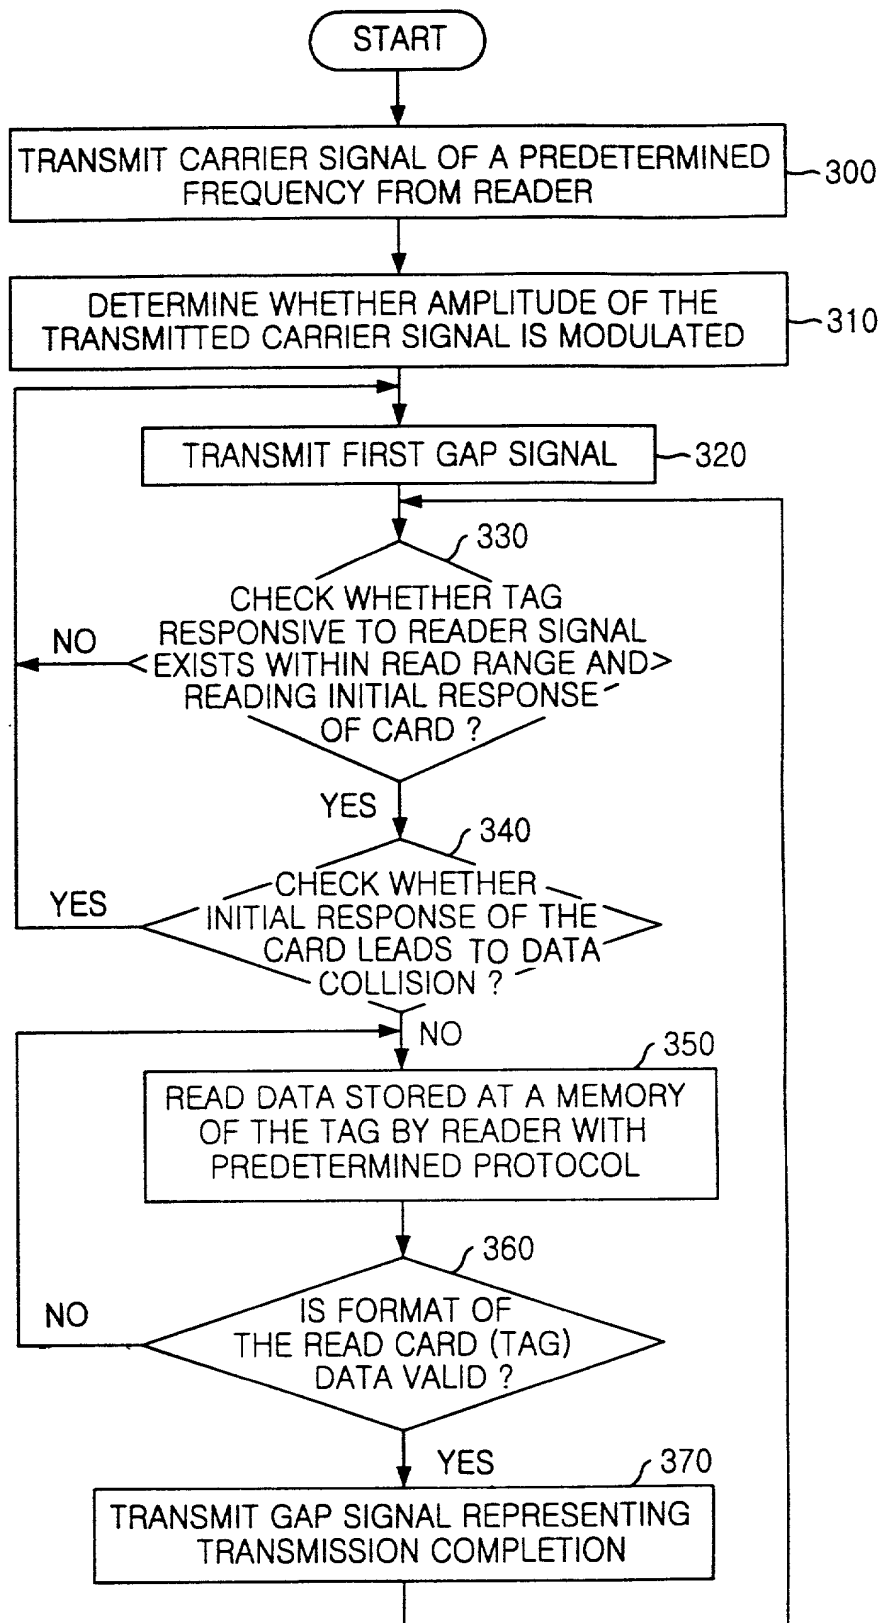 START
TRANSMIT CARRIER SIGNAL OF A PREDETERMINED
FREQUENCY FROM READER
300
DETERMINE WHETHER AMPLITUDE OF THE
TRANSMITTED CARRIER SIGNAL IS MODULATED
310
TRANSMIT FIRST GAP SIGNAL
320
330
CHECK WHETHER TAG
RESPONSIVE TO READER SIGNAL
EXISTS WITHIN READ RANGE AND
READING INITIAL RESPONSE
OF CARD ?
NO
YES
340
CHECK WHETHER
INITIAL RESPONSE OF THE
CARD LEADS TO DATA
COLLISION ?
YES
NO
350
READ DATA STORED AT A MEMORY
OF THE TAG BY READER WITH
PREDETERMINED PROTOCOL
360
IS FORMAT OF
THE READ CARD (TAG)
DATA VALID ?
NO
YES
370
TRANSMIT GAP SIGNAL REPRESENTING
TRANSMISSION COMPLETION